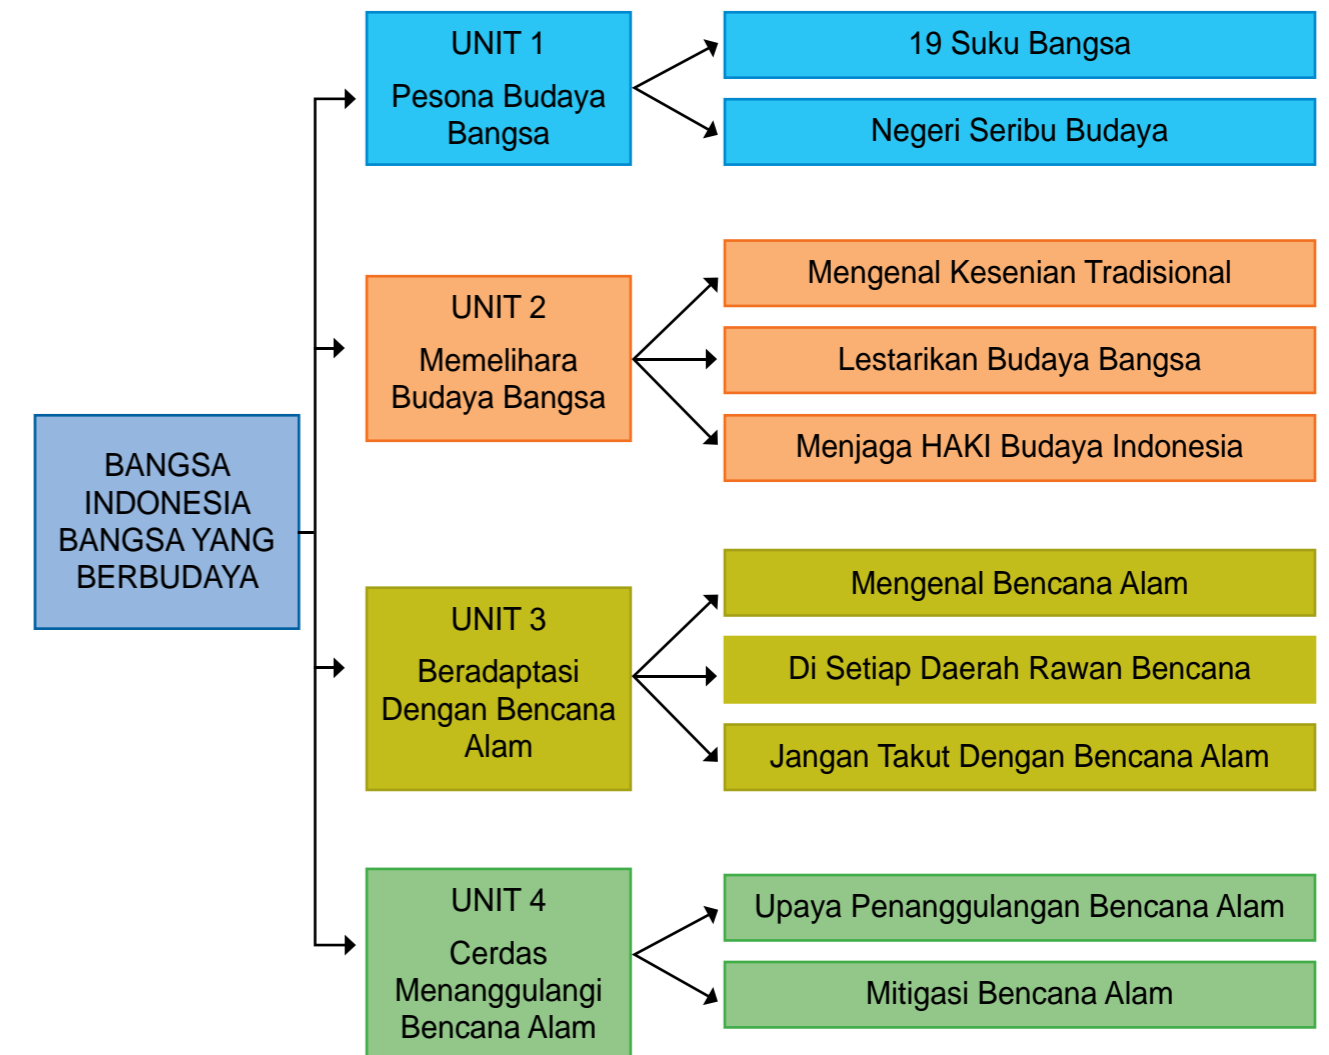 BANGSA
INDONESIA
BANGSA YANG
BERBUDAYA
UNIT 1
Pesona Budaya
Bangsa
19 Suku Bangsa
Negeri Seribu Budaya
UNIT 2
Memelihara
Budaya Bangsa
Mengenal Kesenian Tradisional
Lestarikan Budaya Bangsa
Menjaga HAKI Budaya Indonesia
UNIT 3
Beradaptasi
Dengan Bencana
Alam
Mengenal Bencana Alam
Di Setiap Daerah Rawan Bencana
Jangan Takut Dengan Bencana Alam
UNIT 4
Cerdas
Menanggulangi
Bencana Alam
Upaya Penanggulangan Bencana Alam
Mitigasi Bencana Alam